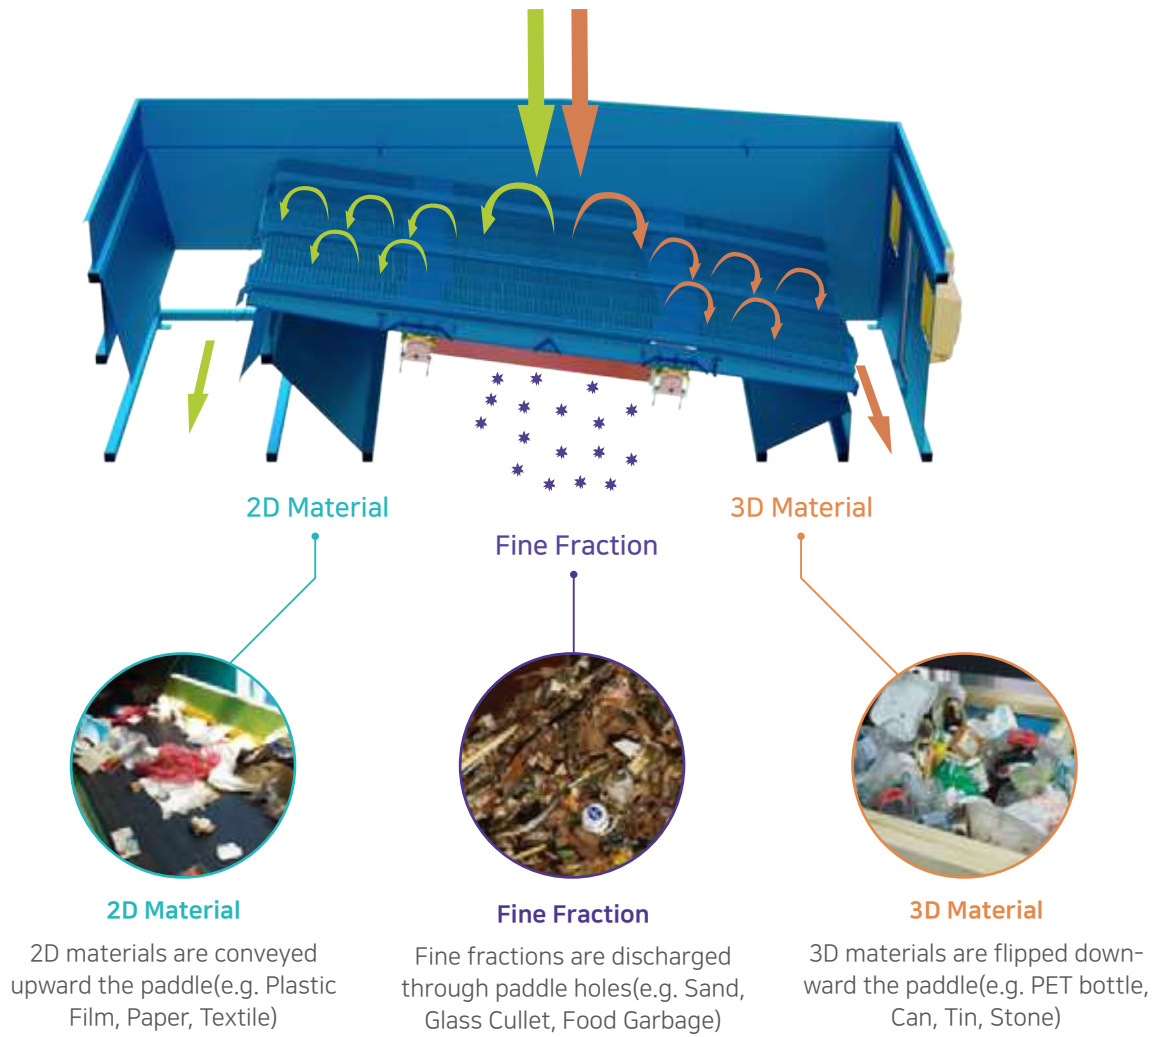 2D Material
3D Material
Fine Fraction
2D Material
2D materials are conveyed
upward the paddle(e.g. Plastic
Film, Paper, Textile)
Fine Fraction
Fine fractions are discharged
through paddle holes(e.g. Sand,
Glass Cullet, Food Garbage)
3D Material
3D materials are flipped down-
ward the paddle(e.g. PET bottle,
Can, Tin, Stone)